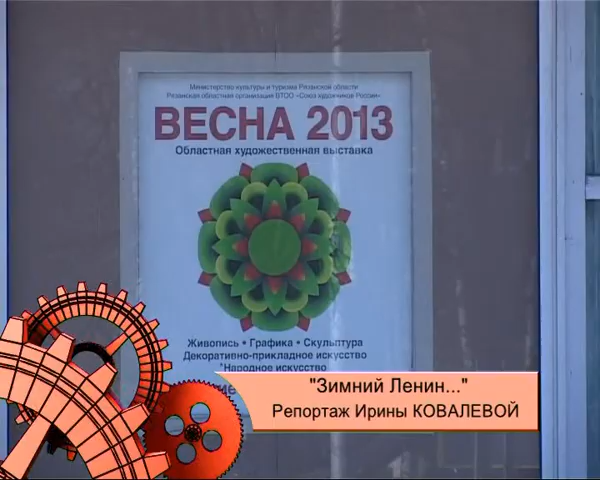 Министерство культуры и туризма Рязанской области
Рязанская областная организация ВТОО «Союз художников России»
ВЕСНА 2013
Областная художественная выставка
Живопись • Графика • Скульптура
Декоративно-прикладное искусство
Народное искусство
"Зимний Ленин..."
Репортаж Ирины КОВАЛЕВОЙ